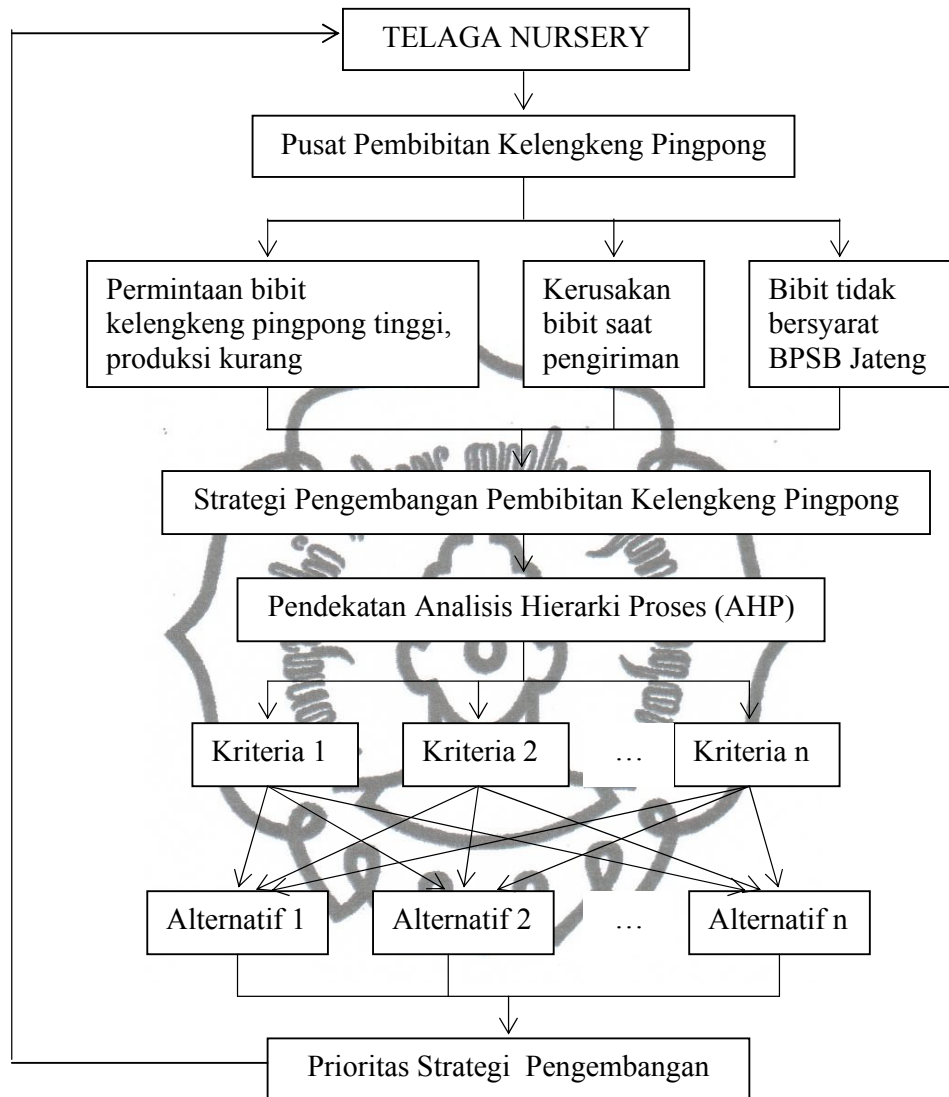 TELAGA NURSERY
Pusat Pembibitan Kelengkeng Pingpong
Permintaan bibit
kelengkeng pingpong tinggi,
produksi kurang
Kerusakan
bibit saat
pengiriman
Bibit tidak
bersyarat
BPSB Jateng
Strategi Pengembangan Pembibitan Kelengkeng Pingpong
Pendekatan Analisis Hierarki Proses (AHP)
Kriteria 1
Kriteria 2
…
Kriteria n
Alternatif 1
Alternatif 2
…
Alternatif n
Prioritas Strategi Pengembangan